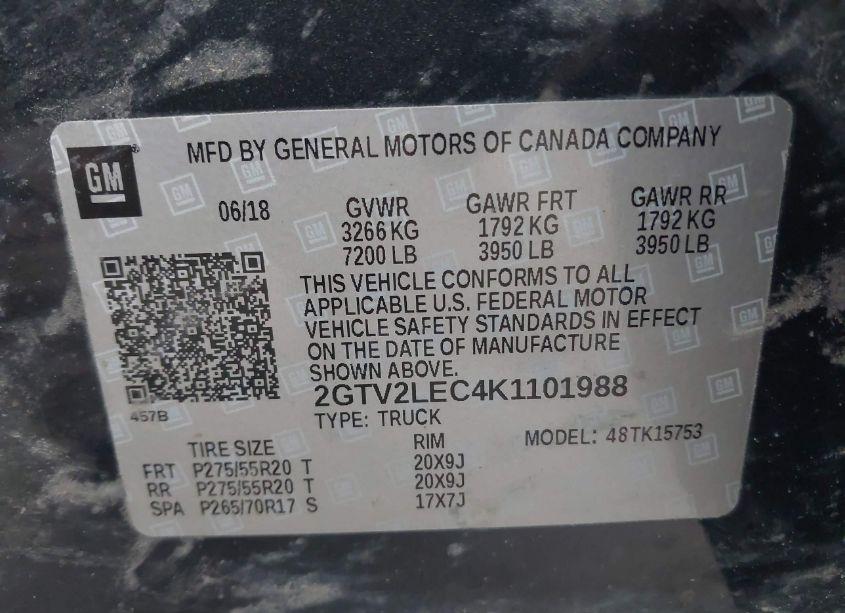 MFD BY GENERAL MOTORS OF CANADA COMPANY
GM
06/18 GVWR GAWR FRT GAWR RR
3266 KG 1792 KG 1792 KG
7200 LB 3950 LB 3950 LB
THIS VEHICLE CONFORMS TO ALL
APPLICABLE U.S. FEDERAL MOTOR
VEHICLE SAFETY STANDARDS IN EFFECT
ON THE DATE OF MANUFACTURE
SHOWN ABOVE.
2GTV2LEC4K1101988
457B
TYPE: TRUCK
TIRE SIZE RIM MODEL: 48TK15753
FRT P275/55R20 T 20X9J
RR P275/55R20 T 20X9J
SPA P265/70R17 S 17X7J